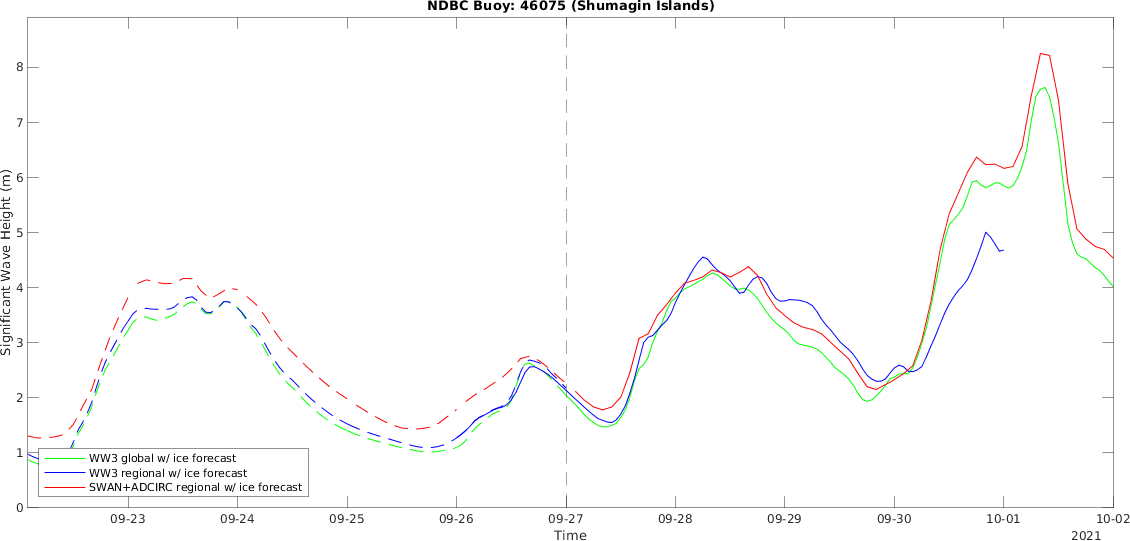 NDBC Buoy: 46075 (Shumagin Islands)
Significant Wave Height (m)
8
7
6
5
4
3
2
1
0
WW3 global w/ ice forecast
WW3 regional w/ ice forecast
SWAN+ADCIRC regional w/ ice forecast
09-23 09-24 09-25 09-26 09-27 09-28 09-29 09-30 10-01 10-02
Time
2021